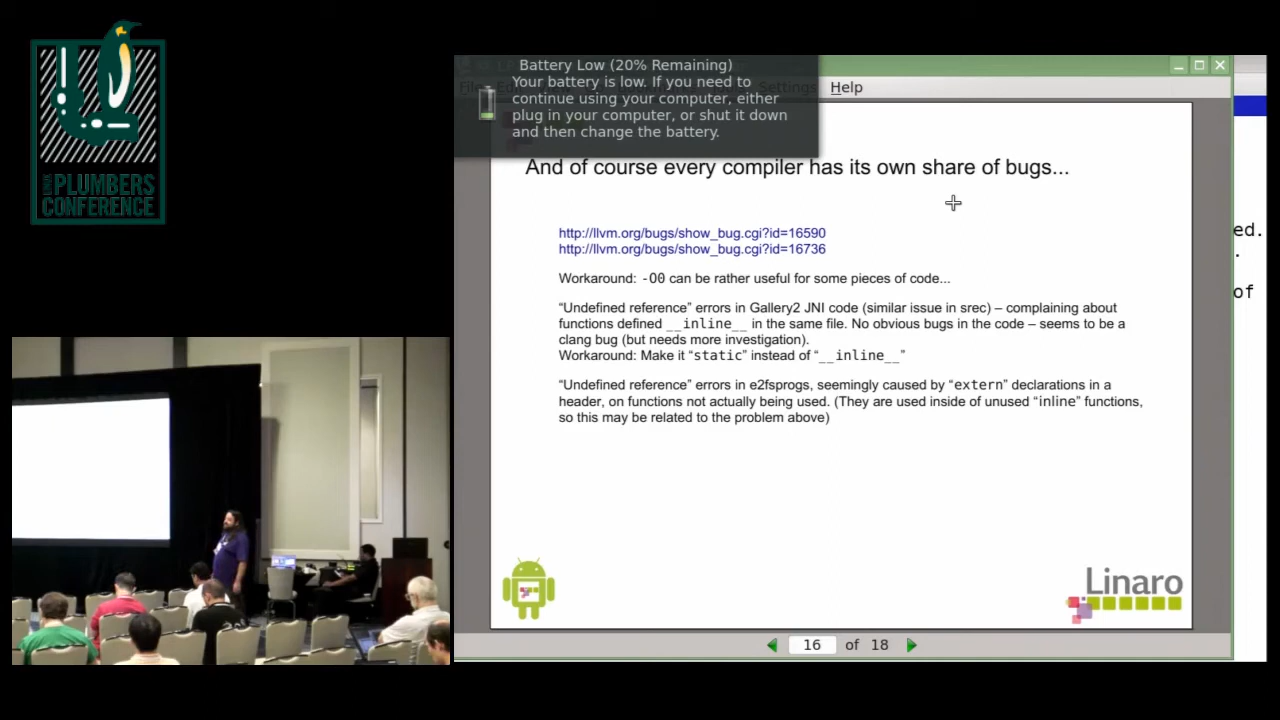 LINUX
PLUMBERS
CONFERENCE
Battery Low (20% Remaining)
Your battery is low. If you need to
continue using your computer, either
plug in your computer, or shut it down
and then change the battery.
File Edit Settings Help
And of course every compiler has its own share of bugs...
http://llvm.org/bugs/show_bug.cgi?id=16590
http://llvm.org/bugs/show_bug.cgi?id=16736
Workaround: -O0 can be rather useful for some pieces of code...
“Undefined reference” errors in Gallery2 JNI code (similar issue in srec) – complaining about
functions defined __inline__ in the same file. No obvious bugs in the code – seems to be a
clang bug (but needs more investigation).
Workaround: Make it “static” instead of “__inline__”
“Undefined reference” errors in e2fsprogs, seemingly caused by “extern” declarations in a
header, on functions not actually being used. (They are used inside of unused “inline” functions,
so this may be related to the problem above)
Linaro
16 of 18
ed.
.
of